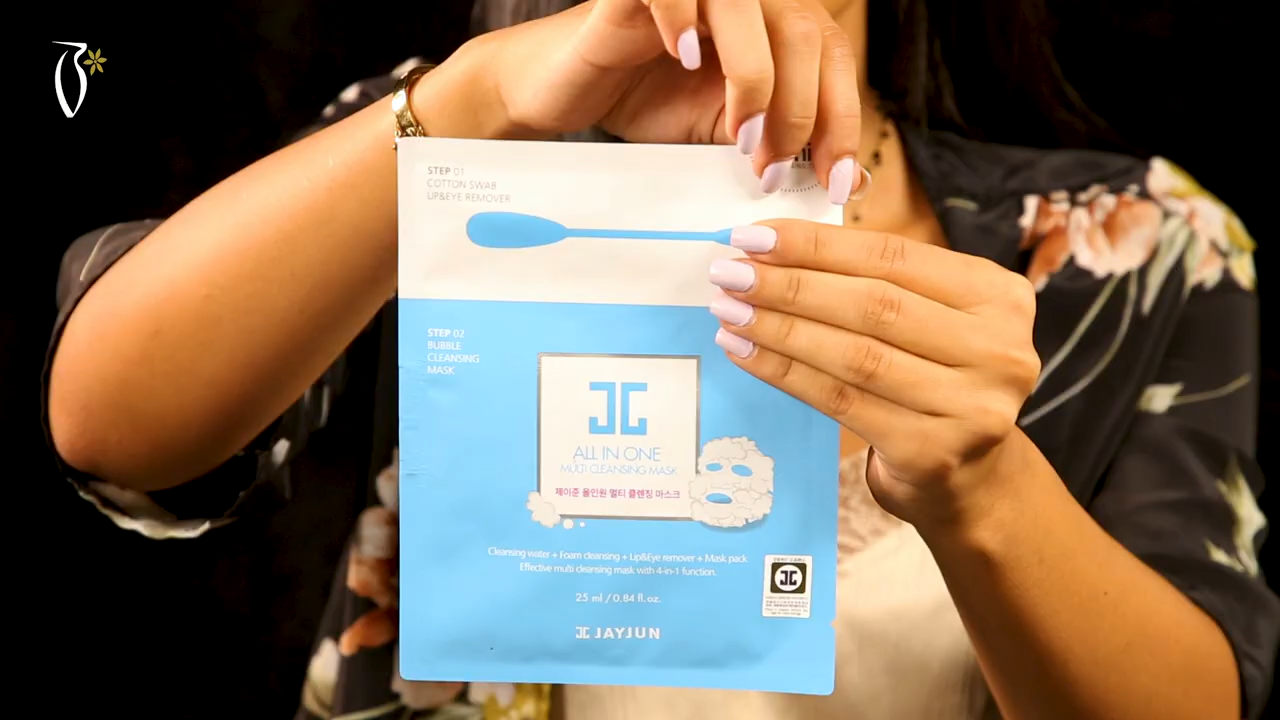 STEP 01
COTTON SWAB
LIP&EYE REMOVER
STEP 02
BUBBLE
CLEANSING
MASK
ALL IN ONE
MULTI CLEANSING MASK
제이준 올인원 멀티 클렌징 마스크
Cleansing water + Foam cleansing + Lip&Eye remover + Mask pack
Effective multi cleansing mask with 4-in-1 function.
25 ml / 0.84 fl.oz.
JAYJUN